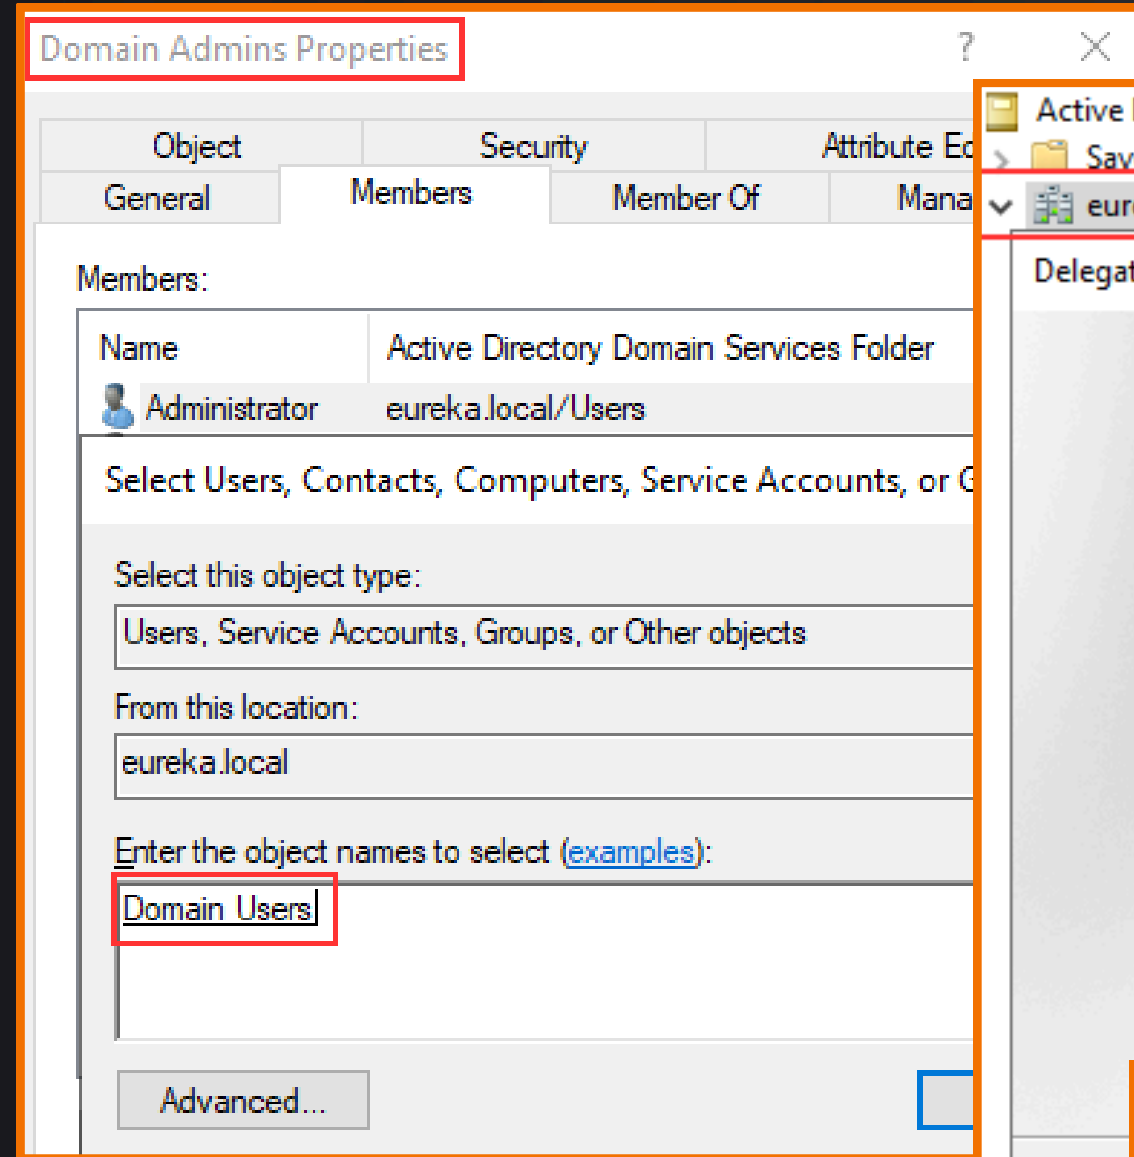 Domain Admins Properties
?
Object Security Attribute Ed
General Members Member Of Mana
Members:
Name Active Directory Domain Services Folder
Administrator eureka.local/Users
Select Users, Contacts, Computers, Service Accounts, or G
Select this object type:
Users, Service Accounts, Groups, or Other objects
From this location:
eureka.local
Enter the object names to select (examples):
Domain Users
Advanced...
Active
Sav
eur
Delegat